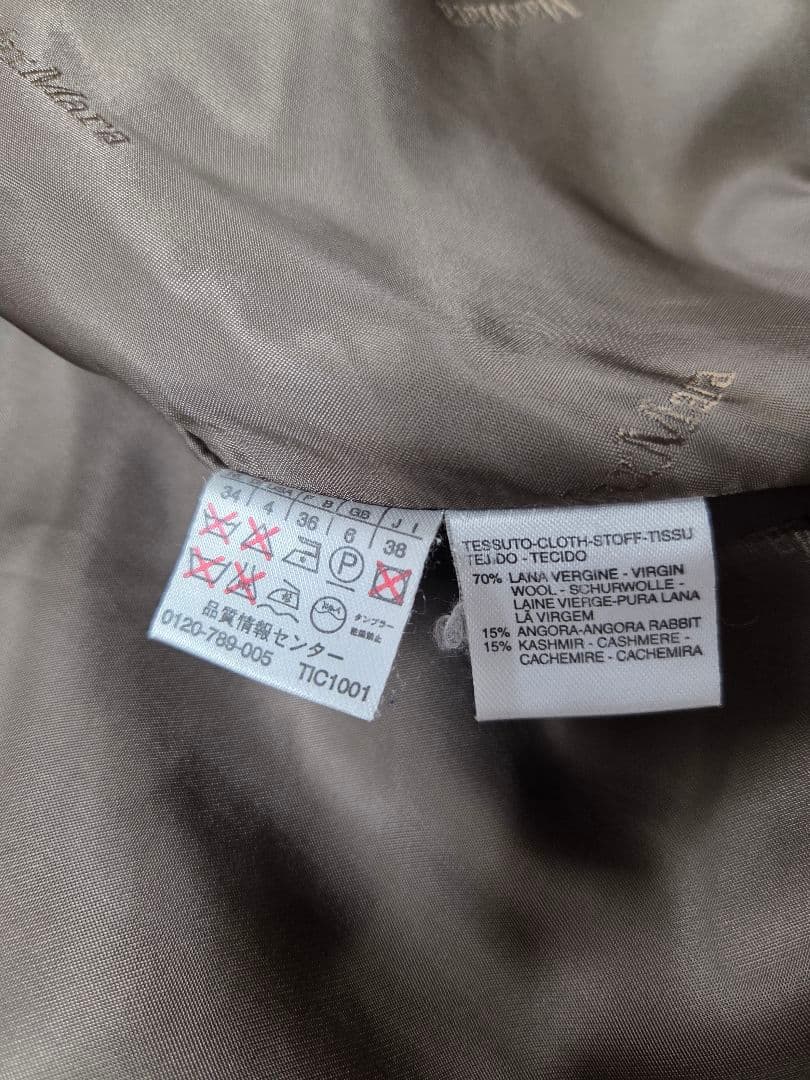 MaxMara
MaxMara
MaxMara
34 4 36 6 38
P
タンブラー
乾燥禁止
品質情報センター
0120-789-005 TIC1001
TESSUTO-CLOTH-STOFF-TISSU
TEJIDO - TECIDO
70% LANA VERGINE - VIRGIN
WOOL - SCHURWOLLE -
LAINE VIERGE-PURA LANA
LÃ VIRGEM
15% ANGORA-ANGORA RABBIT
15% KASHMIR - CASHMERE -
CACHEMIRE - CACHEMIRA